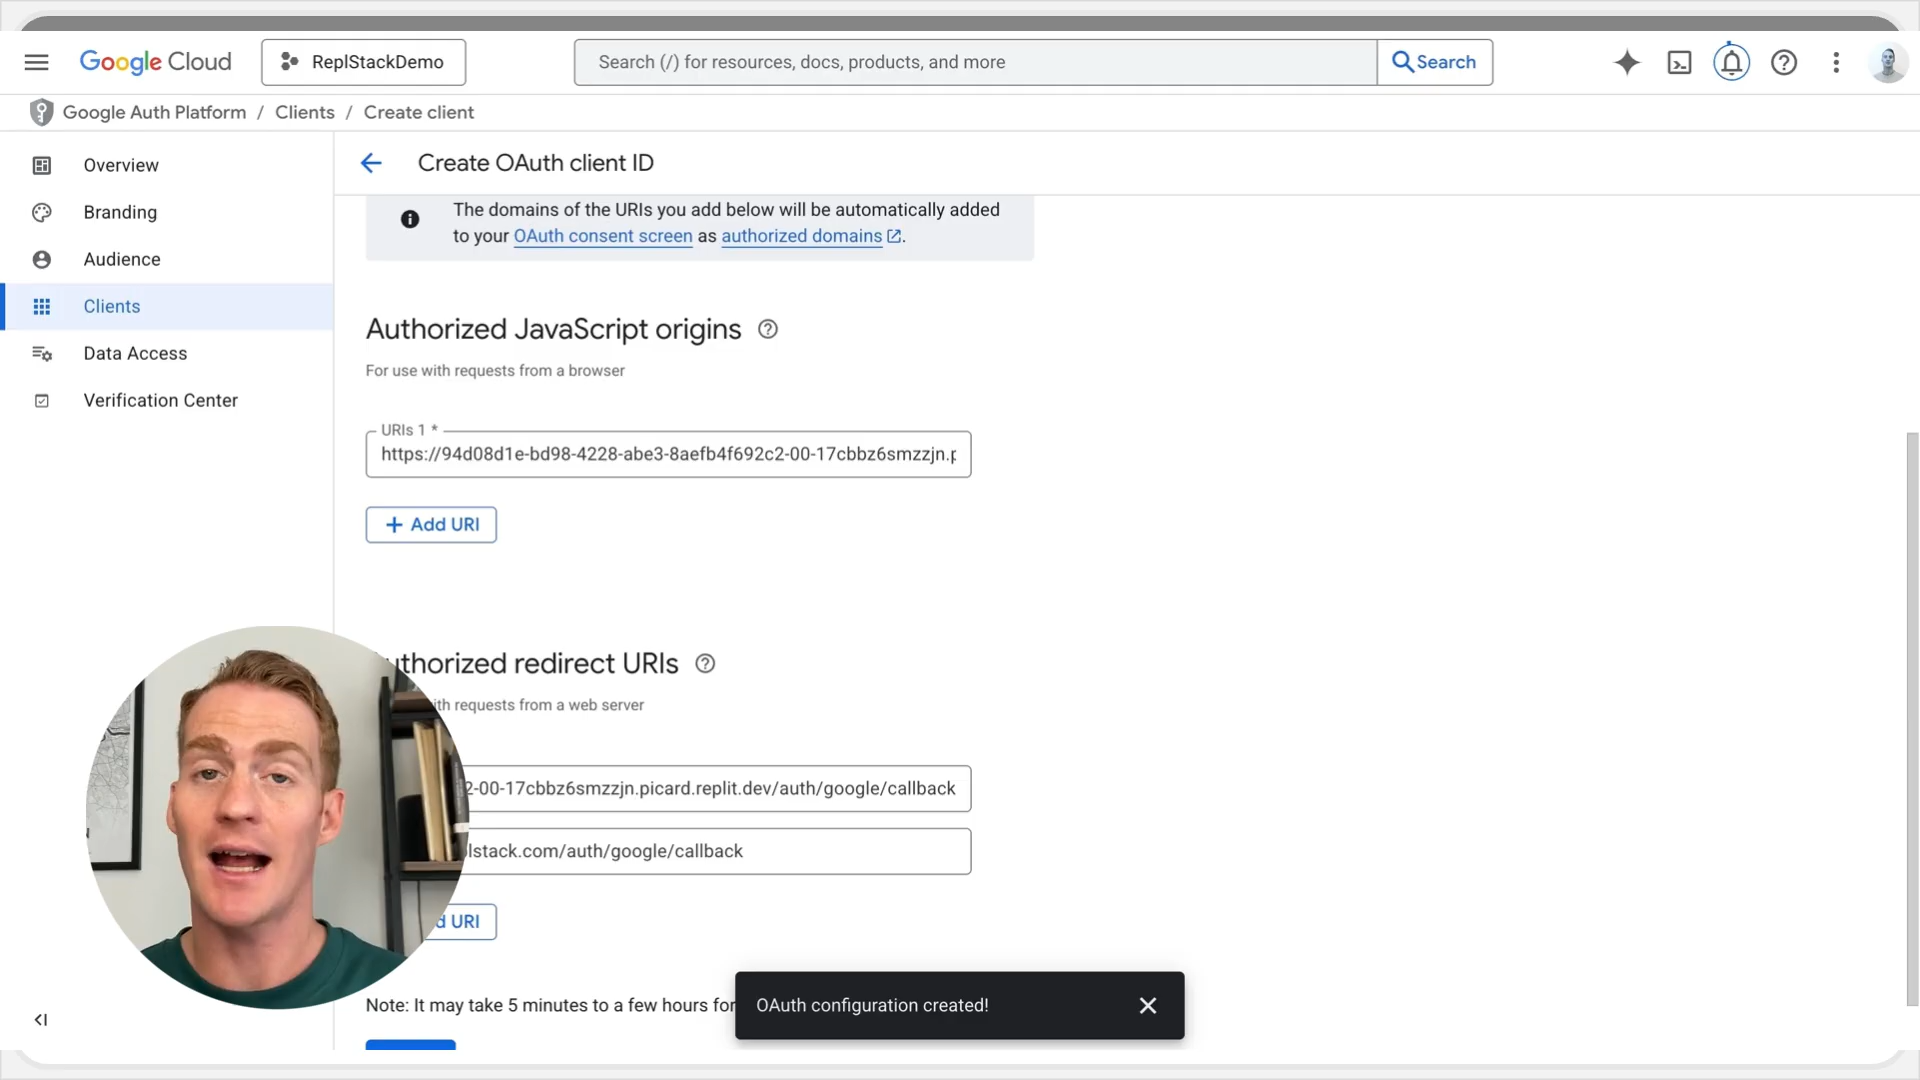 Google Cloud
ReplStackDemo
Search (/) for resources, docs, products, and more
Search
Google Auth Platform / Clients / Create client
Overview
Branding
Audience
Clients
Data Access
Verification Center
Create OAuth client ID
The domains of the URIs you add below will be automatically added
to your OAuth consent screen as authorized domains.
Authorized JavaScript origins
For use with requests from a browser
URIs 1 *
https://94d08d1e-bd98-4228-abe3-8aefb4f692c2-00-17cbbz6smzzjn.p
+ Add URI
uthorized redirect URIs
ith requests from a web server
2-00-17cbbz6smzzjn.picard.replit.dev/auth/google/callback
lstack.com/auth/google/callback
d URI
Note: It may take 5 minutes to a few hours for
OAuth configuration created!